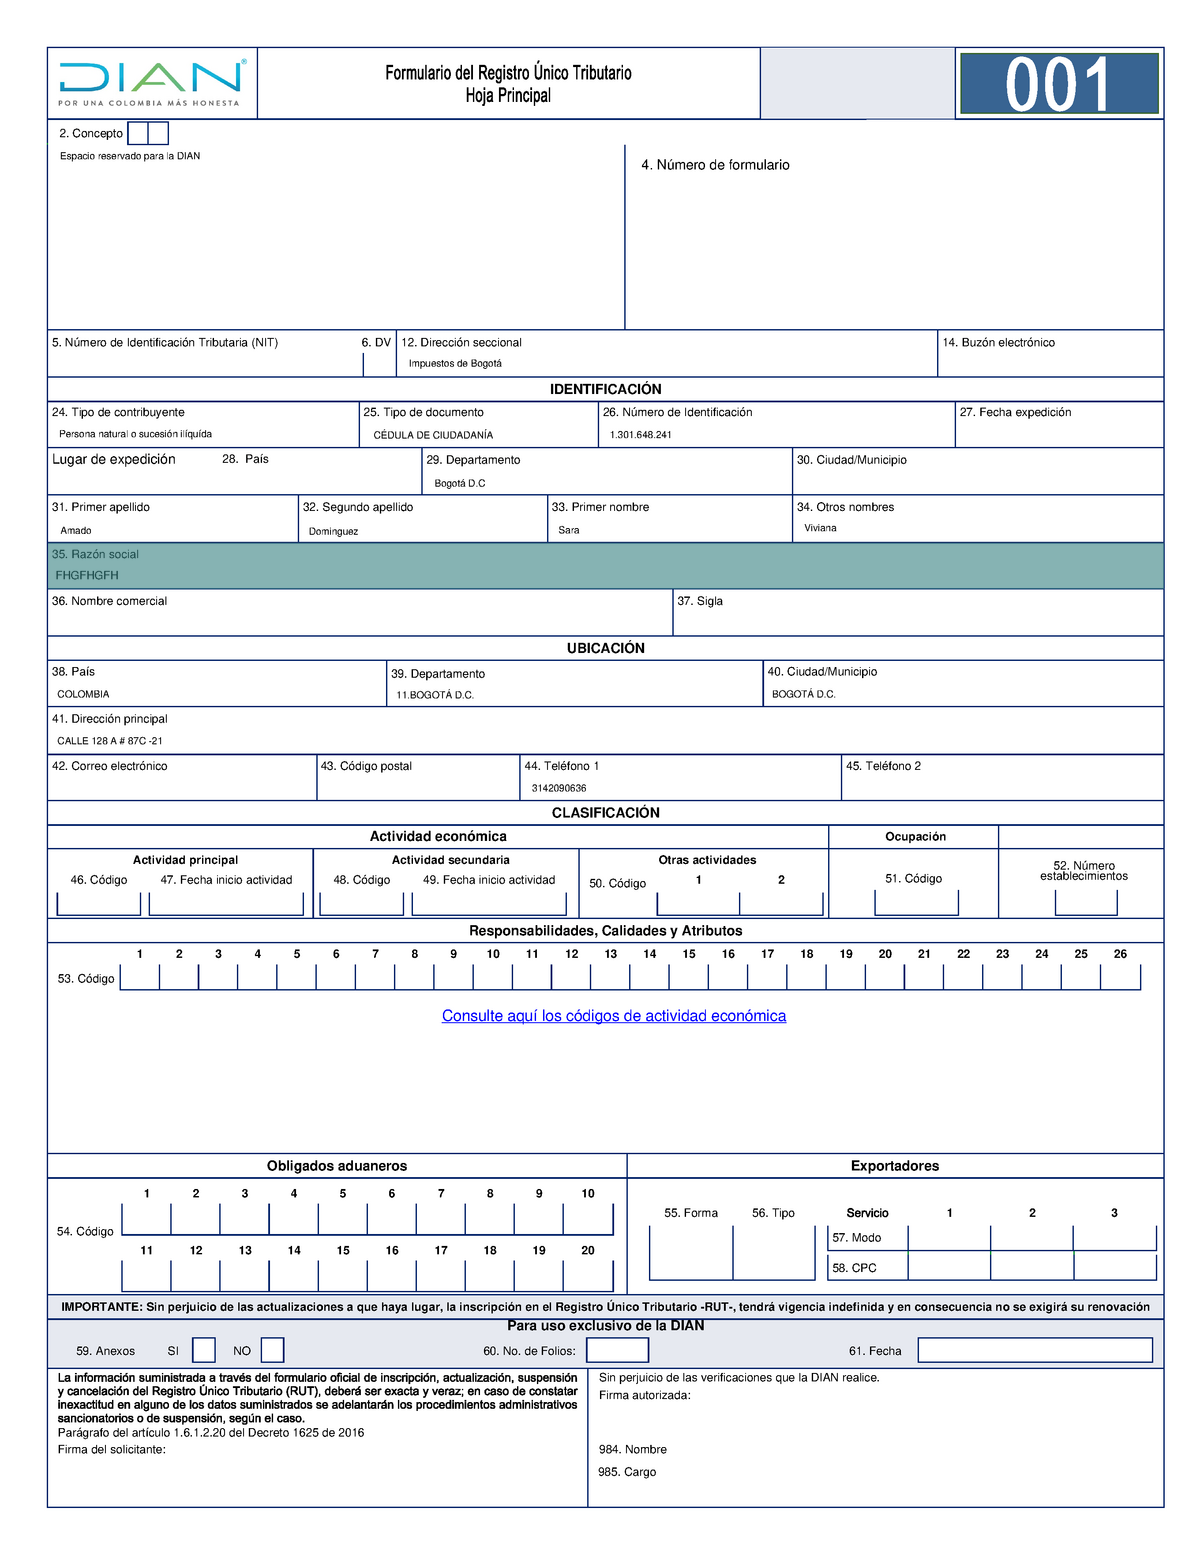 DIAN®
POR UNA COLOMBIA MÁS HONESTA
Formulario del Registro Único Tributario
Hoja Principal
001
2. Concepto
Espacio reservado para la DIAN
4. Número de formulario
5. Número de Identificación Tributaria (NIT) 6. DV 12. Dirección seccional 14. Buzón electrónico
Impuestos de Bogotá
IDENTIFICACIÓN
24. Tipo de contribuyente 25. Tipo de documento 26. Número de Identificación 27. Fecha expedición
Persona natural o sucesión ilíquída CÉDULA DE CIUDADANÍA 1.301.648.241
Lugar de expedición 28. País 29. Departamento 30. Ciudad/Municipio
Bogotá D.C
31. Primer apellido 32. Segundo apellido 33. Primer nombre 34. Otros nombres
Amado Dominguez Sara Viviana
35. Razón social
FHGFHGFH
36. Nombre comercial 37. Sigla
UBICACIÓN
38. País 39. Departamento 40. Ciudad/Municipio
COLOMBIA 11.BOGOTÁ D.C. BOGOTÁ D.C.
41. Dirección principal
CALLE 128 A # 87C -21
42. Correo electrónico 43. Código postal 44. Teléfono 1 45. Teléfono 2
3142090636
CLASIFICACIÓN
Actividad económica Ocupación
Actividad principal Actividad secundaria Otras actividades
52. Número
establecimientos
46. Código 47. Fecha inicio actividad 48. Código 49. Fecha inicio actividad 50. Código 1 2 51. Código
Responsabilidades, Calidades y Atributos
1 2 3 4 5 6 7 8 9 10 11 12 13 14 15 16 17 18 19 20 21 22 23 24 25 26
53. Código
Consulte aquí los códigos de actividad económica
Obligados aduaneros Exportadores
1 2 3 4 5 6 7 8 9 10
54. Código
11 12 13 14 15 16 17 18 19 20
55. Forma 56. Tipo Servicio 1 2 3
57. Modo
58. CPC
IMPORTANTE: Sin perjuicio de las actualizaciones a que haya lugar, la inscripción en el Registro Único Tributario -RUT-, tendrá vigencia indefinida y en consecuencia no se exigirá su renovación
Para uso exclusivo de la DIAN
59. Anexos SI NO 60. No. de Folios: 61. Fecha
La información suministrada a través del formulario oficial de inscripción, actualización, suspensión
y cancelación del Registro Único Tributario (RUT), deberá ser exacta y veraz; en caso de constatar
inexactitud en alguno de los datos suministrados se adelantarán los procedimientos administrativos
sancionatorios o de suspensión, según el caso.
Parágrafo del artículo 1.6.1.2.20 del Decreto 1625 de 2016
Firma del solicitante:
Sin perjuicio de las verificaciones que la DIAN realice.
Firma autorizada:
984. Nombre
985. Cargo